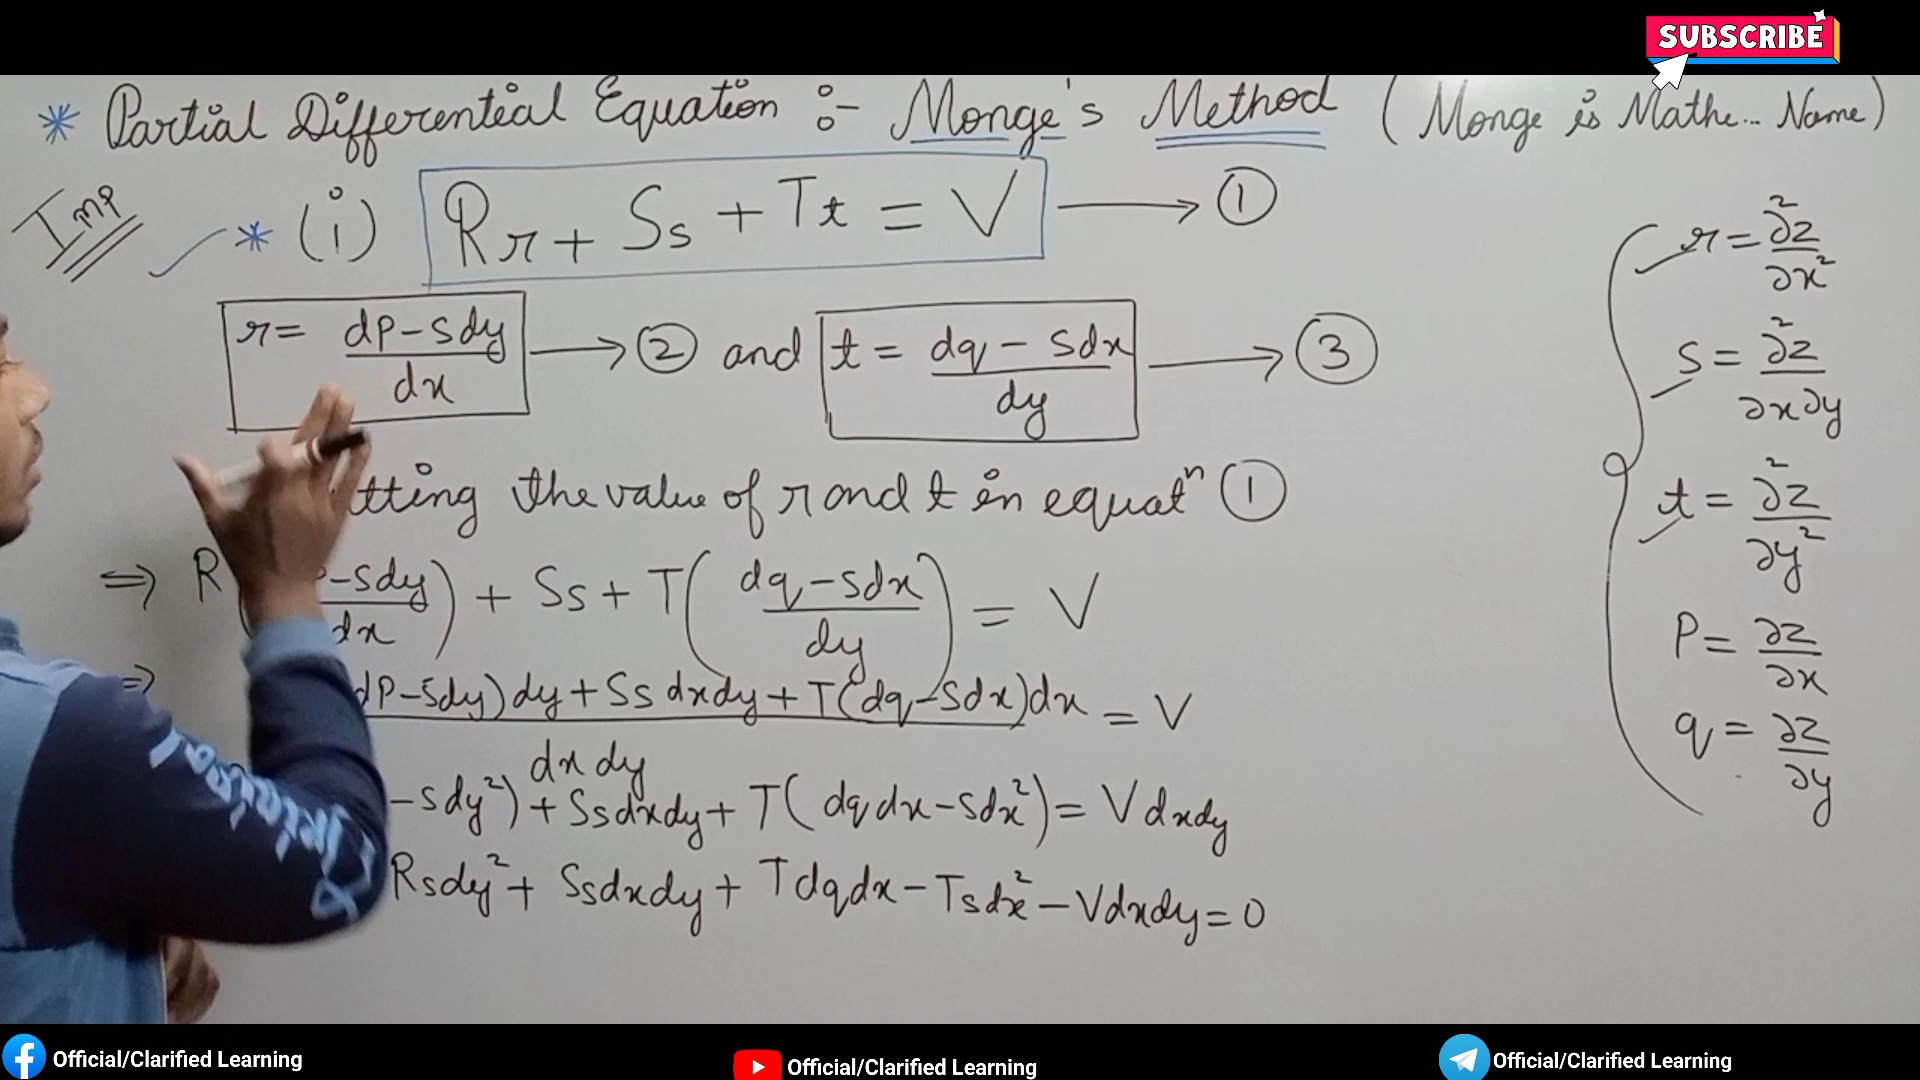 SUBSCRIBE
* Partial Differential Equation :- Monge's Method ( Monge is Mathe... Name )
Imp
* (i) Rr + Ss + Tt = V → ①
r = dp - sdy / dx → ② and t = dq - sdx / dy → ③
tting the value of r and t in equatⁿ ①
⇒ R - sdy / dx ) + Ss + T ( dq - sdx / dy ) = V
⇒ dp - sdy) dy + Ss dxdy + T(dq - sdx)dx / dx dy = V
- sdy²) + Ssdxdy + T( dqdx - sdx² ) = Vdxdy
Rsdy² + Ssdxdy + Tdqdx - Tsdx² - Vdxdy = 0
r = ∂²z / ∂x²
s = ∂²z / ∂x∂y
t = ∂²z / ∂y²
P = ∂z / ∂x
q = ∂z / ∂y
Official/Clarified Learning
Official/Clarified Learning
Official/Clarified Learning